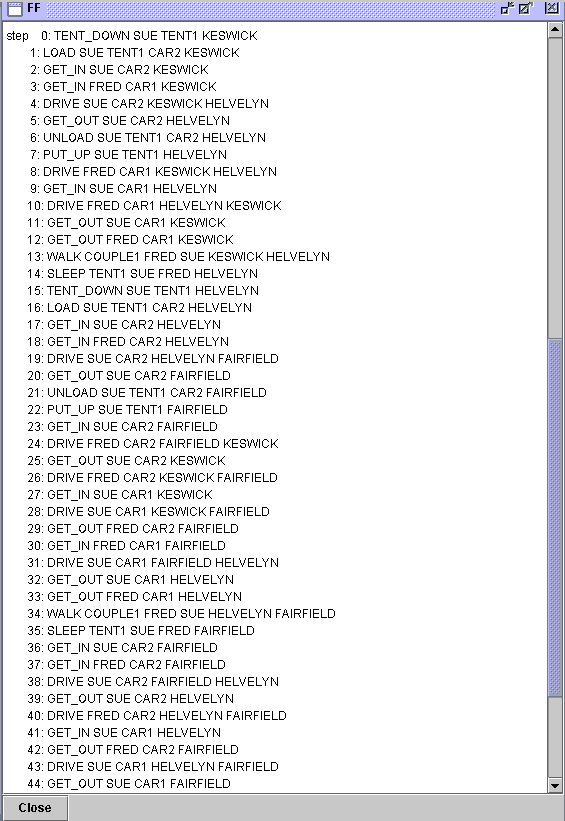 FF
step 0: TENT_DOWN SUE TENT1 KESWICK
1: LOAD SUE TENT1 CAR2 KESWICK
2: GET_IN SUE CAR2 KESWICK
3: GET_IN FRED CAR1 KESWICK
4: DRIVE SUE CAR2 KESWICK HELVELYN
5: GET_OUT SUE CAR2 HELVELYN
6: UNLOAD SUE TENT1 CAR2 HELVELYN
7: PUT_UP SUE TENT1 HELVELYN
8: DRIVE FRED CAR1 KESWICK HELVELYN
9: GET_IN SUE CAR1 HELVELYN
10: DRIVE FRED CAR1 HELVELYN KESWICK
11: GET_OUT SUE CAR1 KESWICK
12: GET_OUT FRED CAR1 KESWICK
13: WALK COUPLE1 FRED SUE KESWICK HELVELYN
14: SLEEP TENT1 SUE FRED HELVELYN
15: TENT_DOWN SUE TENT1 HELVELYN
16: LOAD SUE TENT1 CAR2 HELVELYN
17: GET_IN SUE CAR2 HELVELYN
18: GET_IN FRED CAR2 HELVELYN
19: DRIVE SUE CAR2 HELVELYN FAIRFIELD
20: GET_OUT SUE CAR2 FAIRFIELD
21: UNLOAD SUE TENT1 CAR2 FAIRFIELD
22: PUT_UP SUE TENT1 FAIRFIELD
23: GET_IN SUE CAR2 FAIRFIELD
24: DRIVE FRED CAR2 FAIRFIELD KESWICK
25: GET_OUT SUE CAR2 KESWICK
26: DRIVE FRED CAR2 KESWICK FAIRFIELD
27: GET_IN SUE CAR1 KESWICK
28: DRIVE SUE CAR1 KESWICK FAIRFIELD
29: GET_OUT FRED CAR2 FAIRFIELD
30: GET_IN FRED CAR1 FAIRFIELD
31: DRIVE SUE CAR1 FAIRFIELD HELVELYN
32: GET_OUT SUE CAR1 HELVELYN
33: GET_OUT FRED CAR1 HELVELYN
34: WALK COUPLE1 FRED SUE HELVELYN FAIRFIELD
35: SLEEP TENT1 SUE FRED FAIRFIELD
36: GET_IN SUE CAR2 FAIRFIELD
37: GET_IN FRED CAR2 FAIRFIELD
38: DRIVE SUE CAR2 FAIRFIELD HELVELYN
39: GET_OUT SUE CAR2 HELVELYN
40: DRIVE FRED CAR2 HELVELYN FAIRFIELD
41: GET_IN SUE CAR1 HELVELYN
42: GET_OUT FRED CAR2 FAIRFIELD
43: DRIVE SUE CAR1 HELVELYN FAIRFIELD
44: GET_OUT SUE CAR1 FAIRFIELD
Close